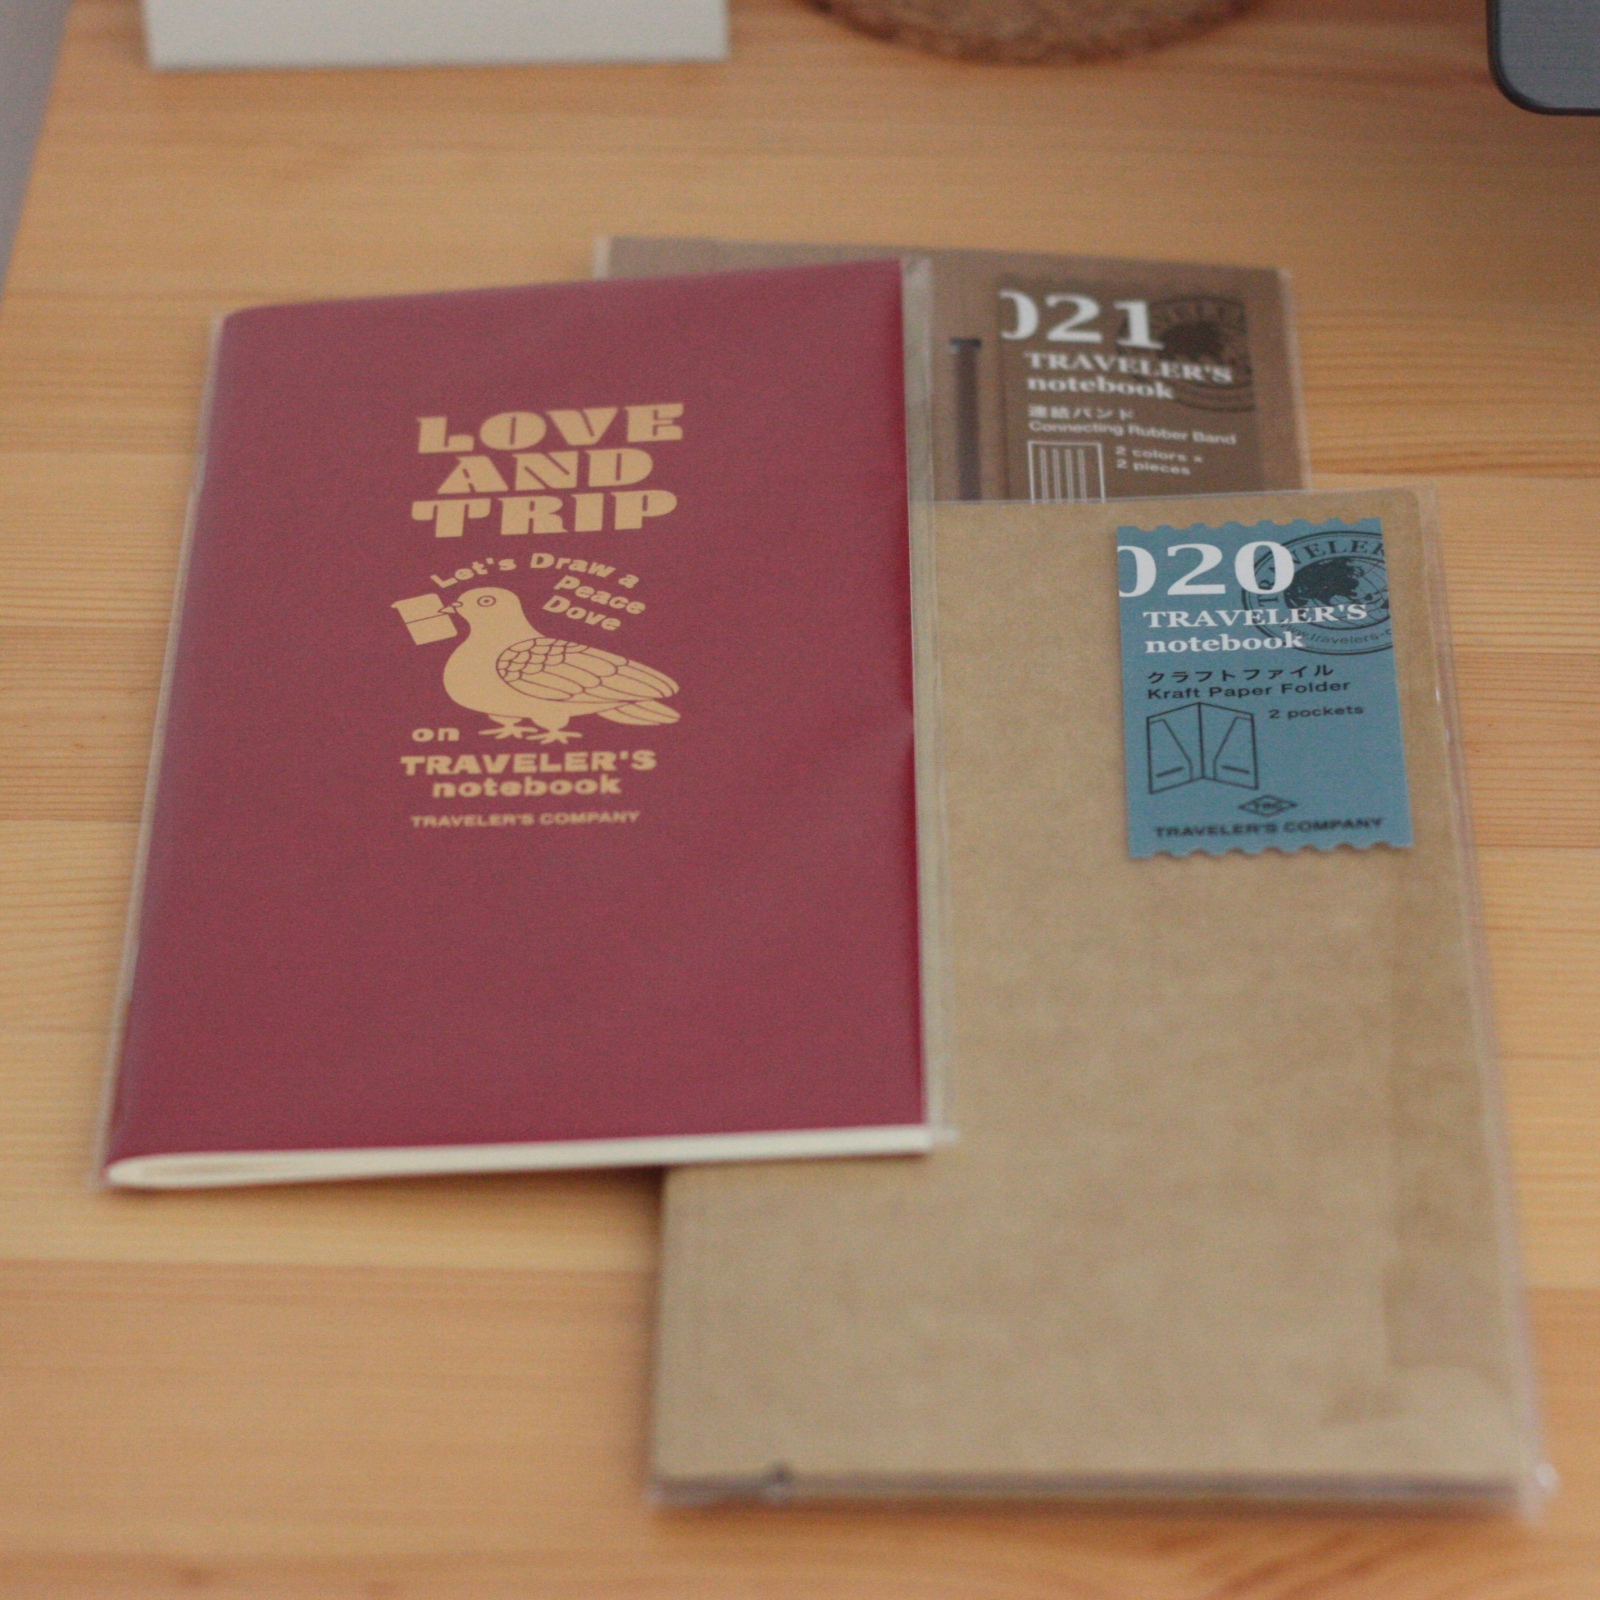 LOVE
AND
TRIP
Let's Draw a
Peace
Dove
on
TRAVELER'S
notebook
TRAVELER'S COMPANY
021
TRAVELER'S
notebook
連結バンド
Connecting Rubber Band
2 colors ×
2 pieces
020
TRAVELER'S
notebook
クラフトファイル
Kraft Paper Folder
2 pockets
TRAVELER'S COMPANY